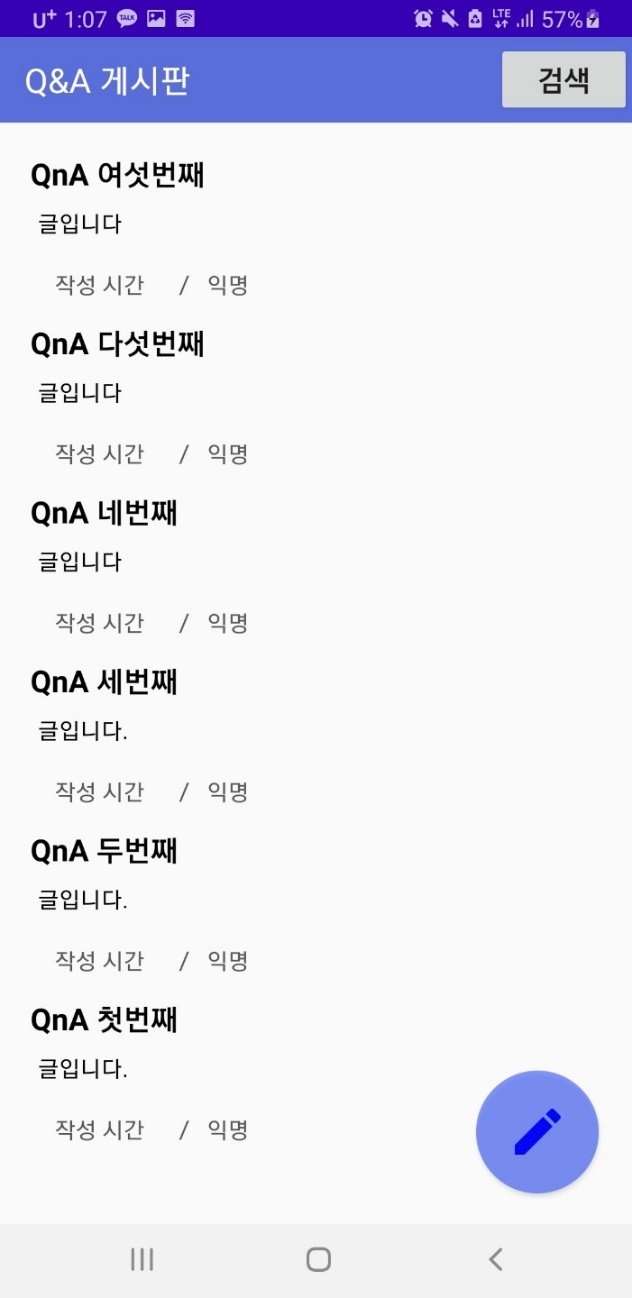 U+ 1:07 TALK LTE 57%
Q&A 게시판 검색
QnA 여섯번째
글입니다
작성 시간 / 익명
QnA 다섯번째
글입니다
작성 시간 / 익명
QnA 네번째
글입니다
작성 시간 / 익명
QnA 세번째
글입니다.
작성 시간 / 익명
QnA 두번째
글입니다.
작성 시간 / 익명
QnA 첫번째
글입니다.
작성 시간 / 익명